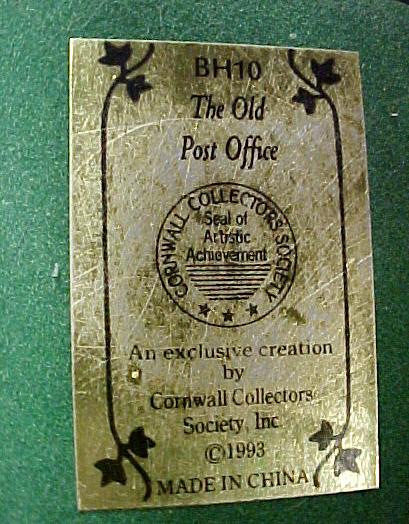 BH10
The Old
Post Office
CORNWALL COLLECTORS SOCIETY
Seal of
Artistic
Achievement
An exclusive creation
by
Cornwall Collectors
Society, Inc.
©1993
MADE IN CHINA